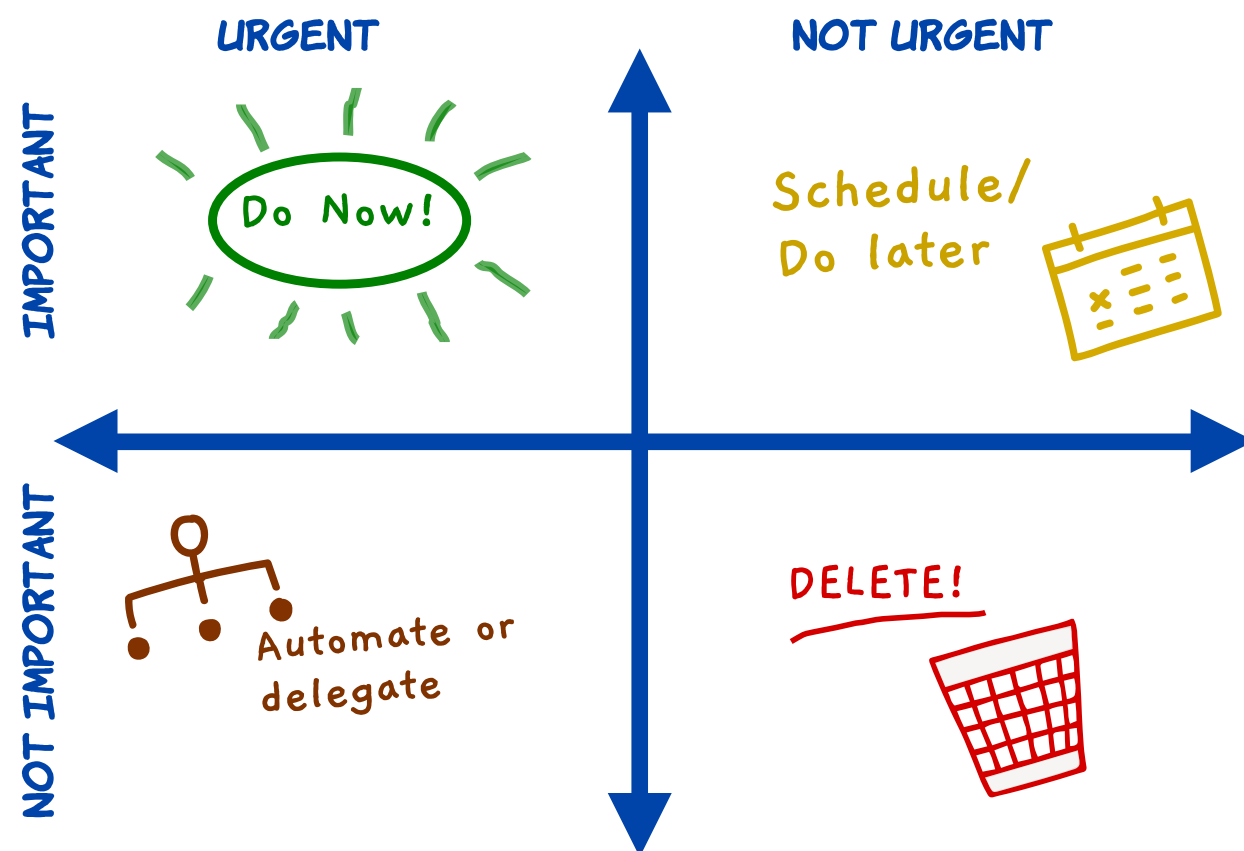 URGENT
NOT URGENT
IMPORTANT
Do Now!
Schedule/
Do later
NOT IMPORTANT
Automate or
delegate
DELETE!